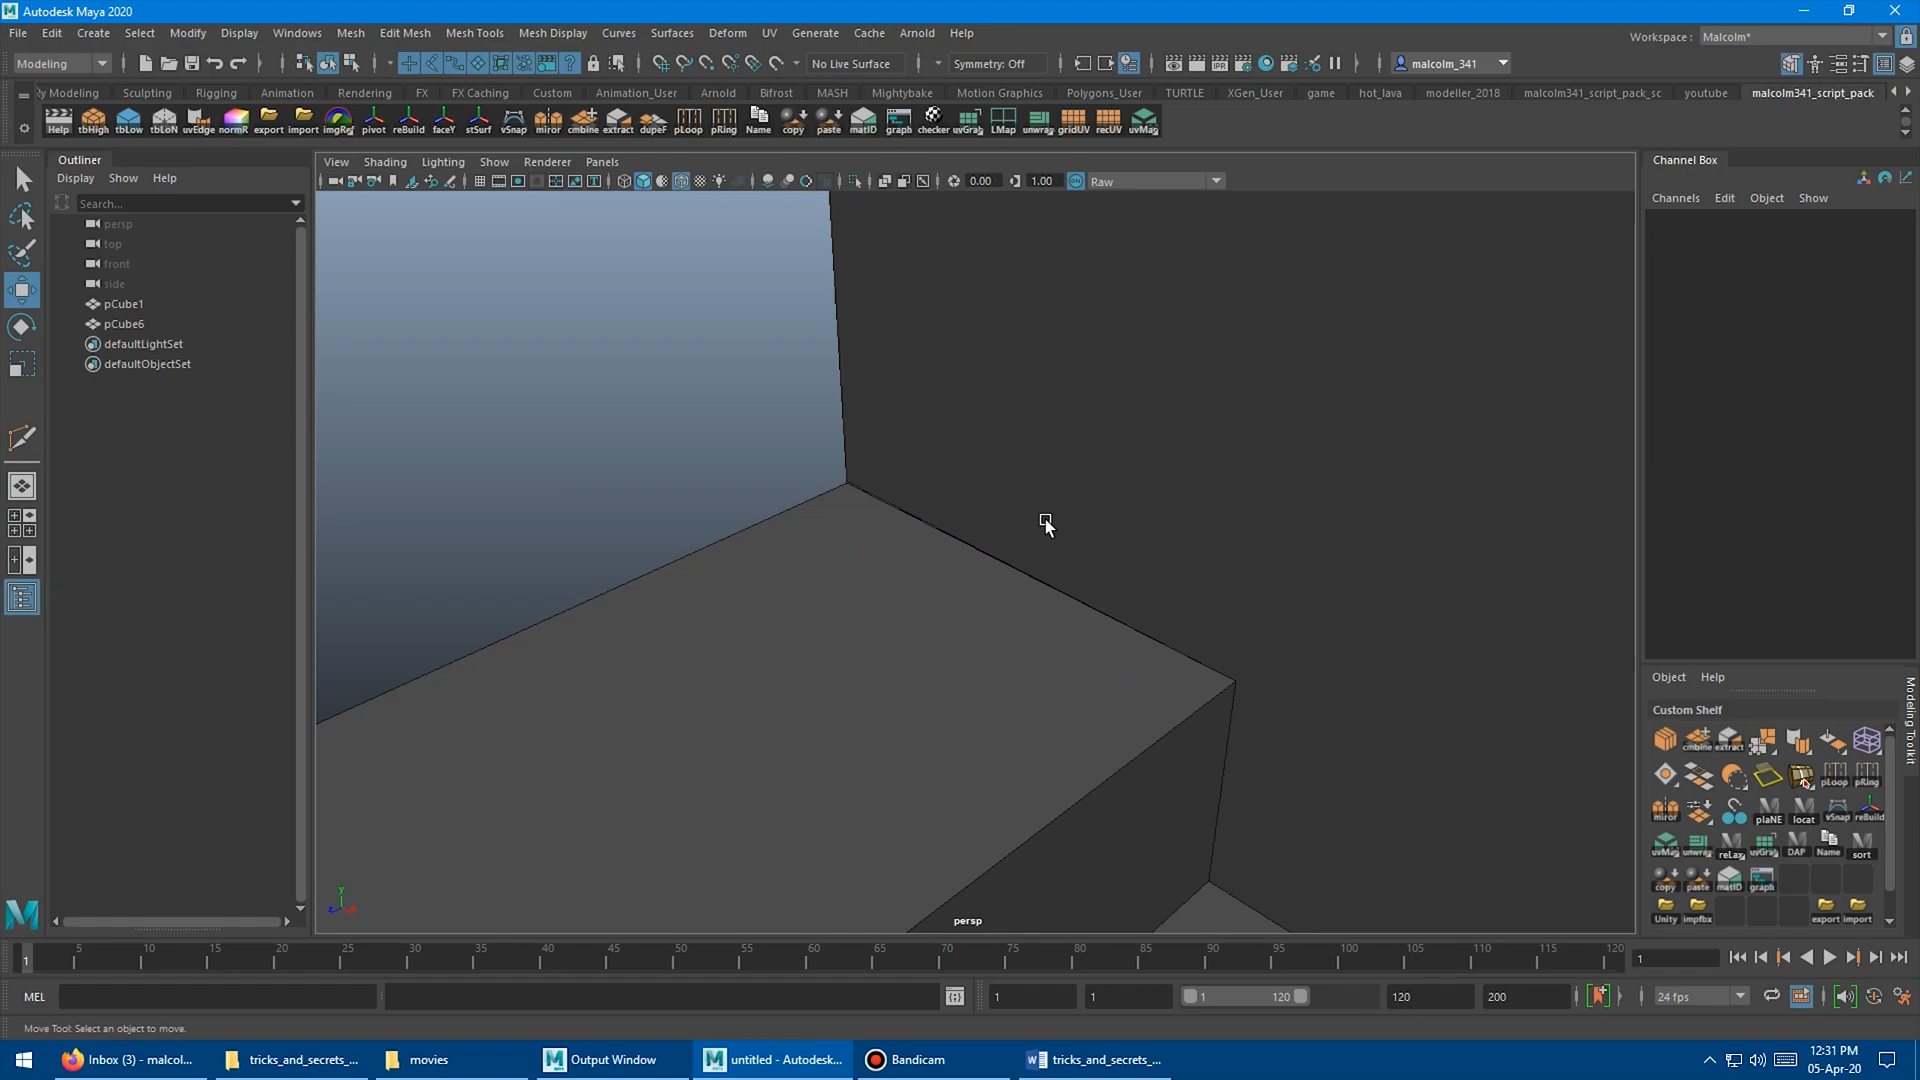 Autodesk Maya 2020
File Edit Create Select Modify Display Windows Mesh Edit Mesh Mesh Tools Mesh Display Curves Surfaces Deform UV Generate Cache Arnold Help
Workspace : Malcolm*
Modeling No Live Surface Symmetry: Off malcolm_341
y Modeling Sculpting Rigging Animation Rendering FX FX Caching Custom Animation_User Arnold Bifrost MASH Mightybake Motion Graphics Polygons_User TURTLE XGen_User game hot_lava modeller_2018 malcolm341_script_pack_sc youtube malcolm341_script_pack
Help tbHigh tbLow tbLoN uvEdge normR export import imgRef pivot reBuild faceY stSurf vSnap miror cmbine extract dupeF pLoop pRing Name copy paste matID graph checker uvGrab LMap unwrap gridUV recUV uvMap
Outliner
Display Show Help
Search...
persp
top
front
side
pCube1
pCube6
defaultLightSet
defaultObjectSet
View Shading Lighting Show Renderer Panels
IPR
0.00 1.00 ON Raw
y
persp
Channel Box
Channels Edit Object Show
Object Help
Modeling Toolkit
Custom Shelf
cmbine extract
pLoop pRing
miror plaNE locat vSnap reBuild
uvMap unwrap reLax uvGrab DAP Name sort
copy paste matID graph
Unity impfbx export import
1 5 10 15 20 25 30 35 40 45 50 55 60 65 70 75 80 85 90 95 100 105 110 115 120
1
MEL
1 1 1 120 120 200 24 fps
Move Tool: Select an object to move.
Inbox (3) - malcol... tricks_and_secrets_... movies Output Window untitled - Autodesk... Bandicam tricks_and_secrets_...
12:31 PM
05-Apr-20